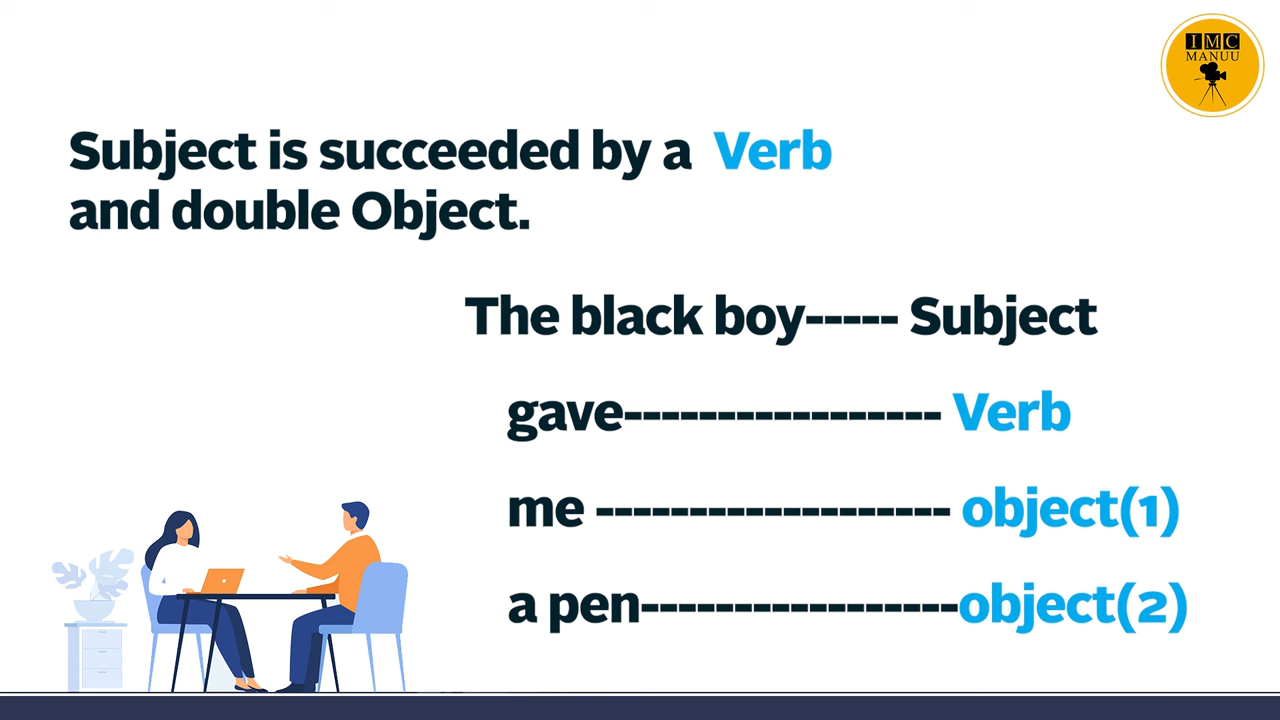 I M C
MANUU
Subject is succeeded by a Verb
and double Object.
The black boy----- Subject
gave----------------- Verb
me ------------------- object(1)
a pen-----------------object(2)